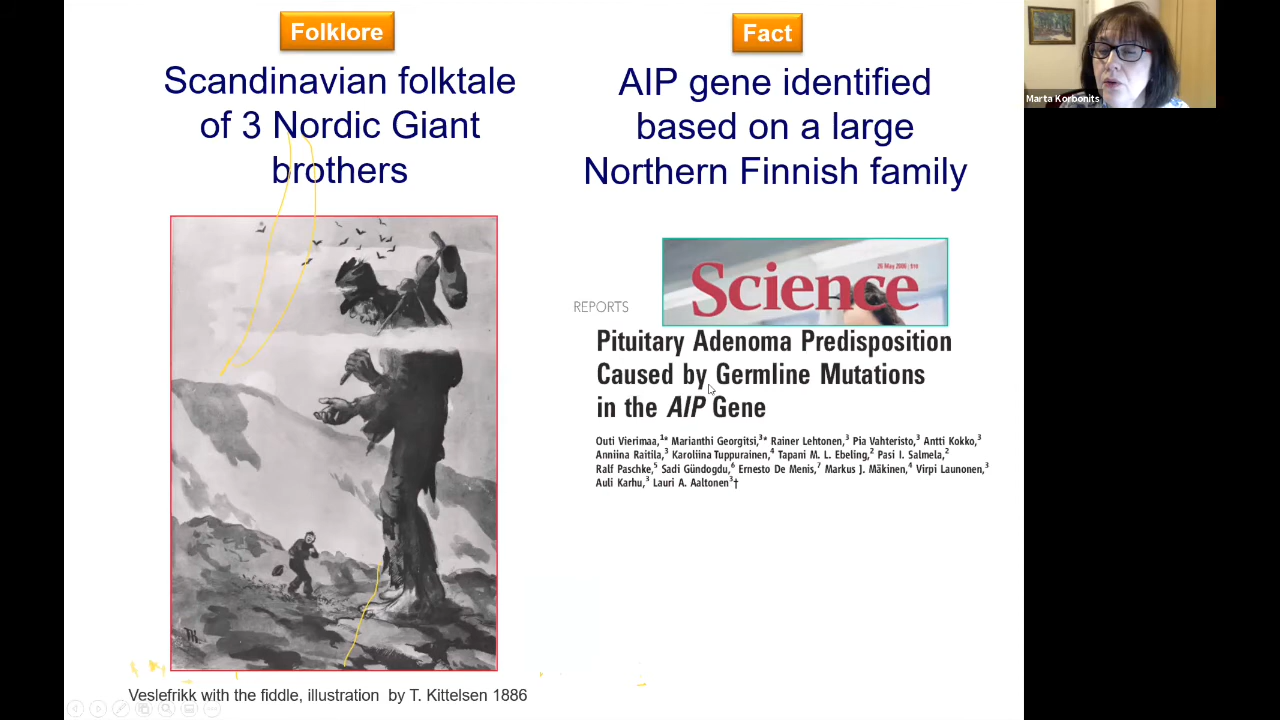 Folklore
Scandinavian folktale
of 3 Nordic Giant
brothers
Veslefrikk with the fiddle, illustration by T. Kittelsen 1886
Fact
AIP gene identified
based on a large
Northern Finnish family
26 May 2006 | $10
Science
REPORTS
Pituitary Adenoma Predisposition
Caused by Germline Mutations
in the AIP Gene
Outi Vierimaa,1* Marianthi Georgitsi,3* Rainer Lehtonen,3 Pia Vahteristo,3 Antti Kokko,3
Anniina Raitila,3 Karoliina Tuppurainen,4 Tapani M. L. Ebeling,2 Pasi I. Salmela,2
Ralf Paschke,5 Sadi Gündogdu,6 Ernesto De Menis,7 Markus J. Mäkinen,4 Virpi Launonen,3
Auli Karhu,3 Lauri A. Aaltonen3†
Marta Korbonits